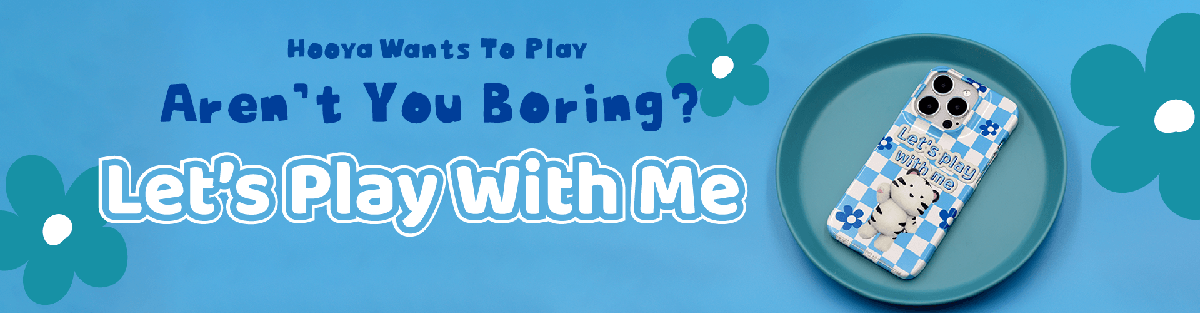 Hooya Wants To Play
Aren't You Boring?
Let's Play With Me
Let's play
with me